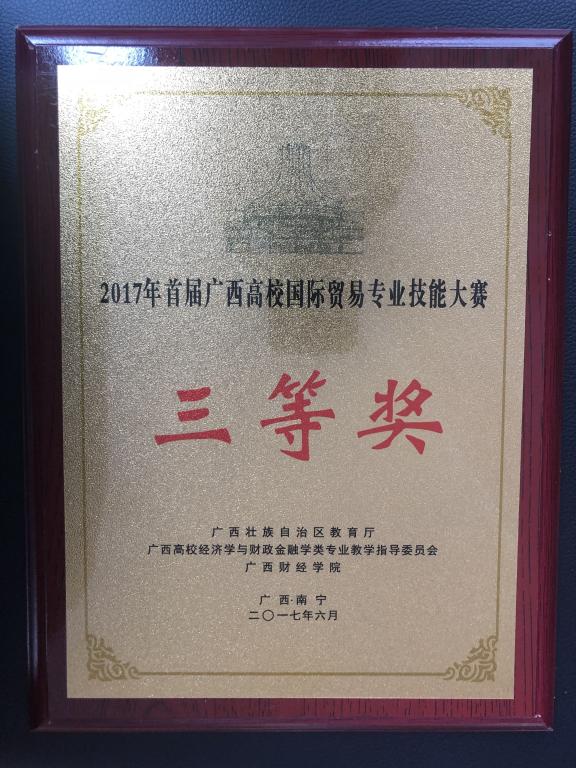 2017年首届广西高校国际贸易专业技能大赛
三等奖
广西壮族自治区教育厅
广西高校经济学与财政金融学类专业教学指导委员会
广西财经学院
广西·南宁
二〇一七年六月